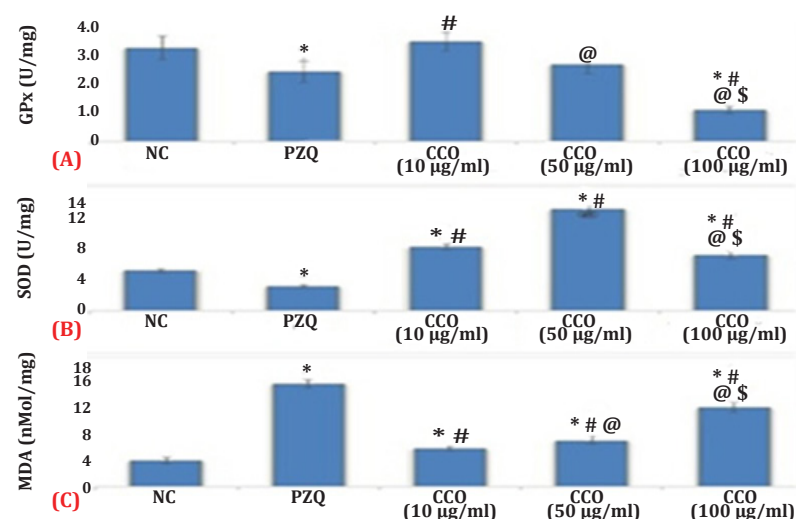 GPx (U/mg)
4.0
3.0
2.0
1.0
0
*
#
@
* #
@ $
(A)
NC
PZQ
CCO
(10 µg/ml)
CCO
(50 µg/ml)
CCO
(100 µg/ml)
SOD (U/mg)
14
12
8
4
0
*
* #
* #
* #
@ $
(B)
NC
PZQ
CCO
(10 µg/ml)
CCO
(50 µg/ml)
CCO
(100 µg/ml)
MDA (nMol/mg)
18
16
12
8
4
0
*
* #
* # @
* #
@ $
(C)
NC
PZQ
CCO
(10 µg/ml)
CCO
(50 µg/ml)
CCO
(100 µg/ml)